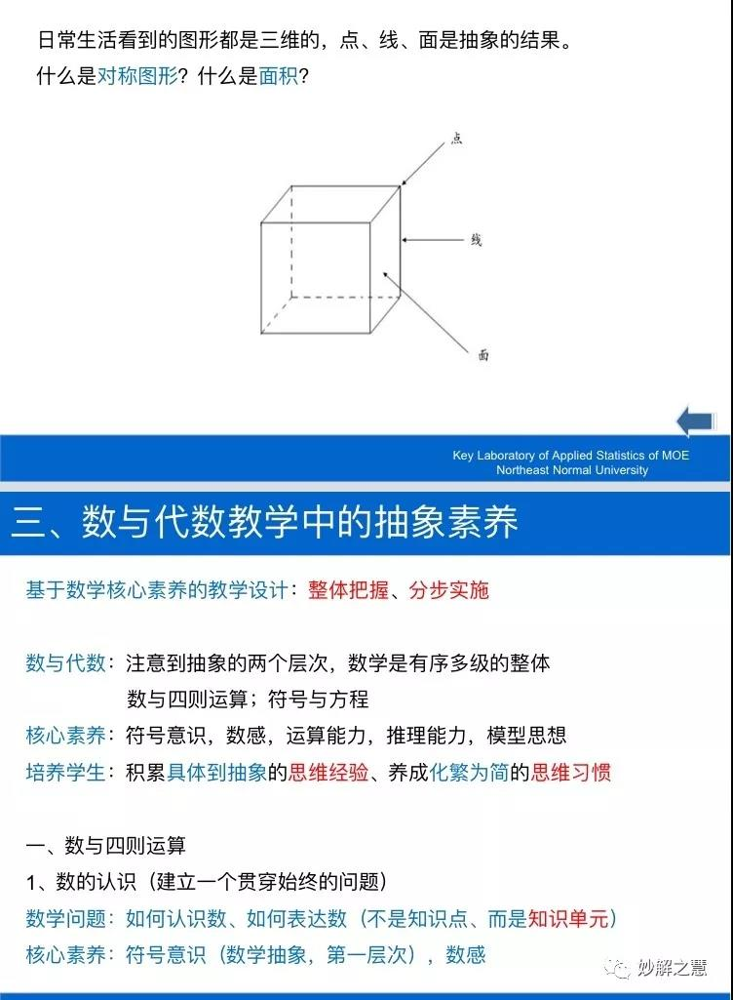 日常生活看到的图形都是三维的，点、线、面是抽象的结果。
什么是对称图形？什么是面积？
点
线
面
Key Laboratory of Applied Statistics of MOE
Northeast Normal University
三、数与代数教学中的抽象素养
基于数学核心素养的教学设计：整体把握、分步实施
数与代数：注意到抽象的两个层次，数学是有序多级的整体
数与四则运算；符号与方程
核心素养：符号意识，数感，运算能力，推理能力，模型思想
培养学生：积累具体到抽象的思维经验、养成化繁为简的思维习惯
一、数与四则运算
1、数的认识（建立一个贯穿始终的问题）
数学问题：如何认识数、如何表达数（不是知识点、而是知识单元）
核心素养：符号意识（数学抽象，第一层次），数感
妙解之慧